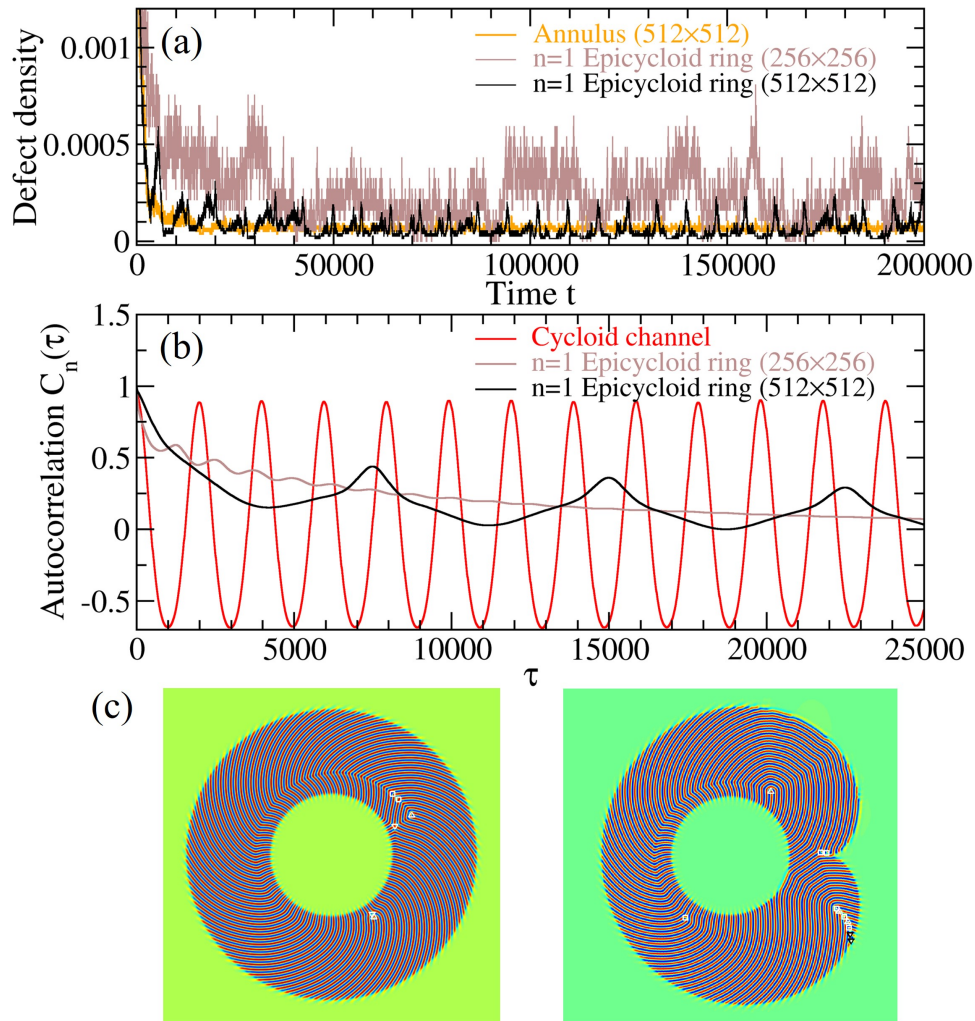 (a)
Annulus (512×512)
n=1 Epicycloid ring (256×256)
n=1 Epicycloid ring (512×512)
Defect density
0.001
0.0005
0
0 50000 100000 150000 200000
Time t
(b)
Cycloid channel
n=1 Epicycloid ring (256×256)
n=1 Epicycloid ring (512×512)
Autocorrelation Cn(τ)
1.5
1
0.5
0
-0.5
0 5000 10000 15000 20000 25000
τ
(c)